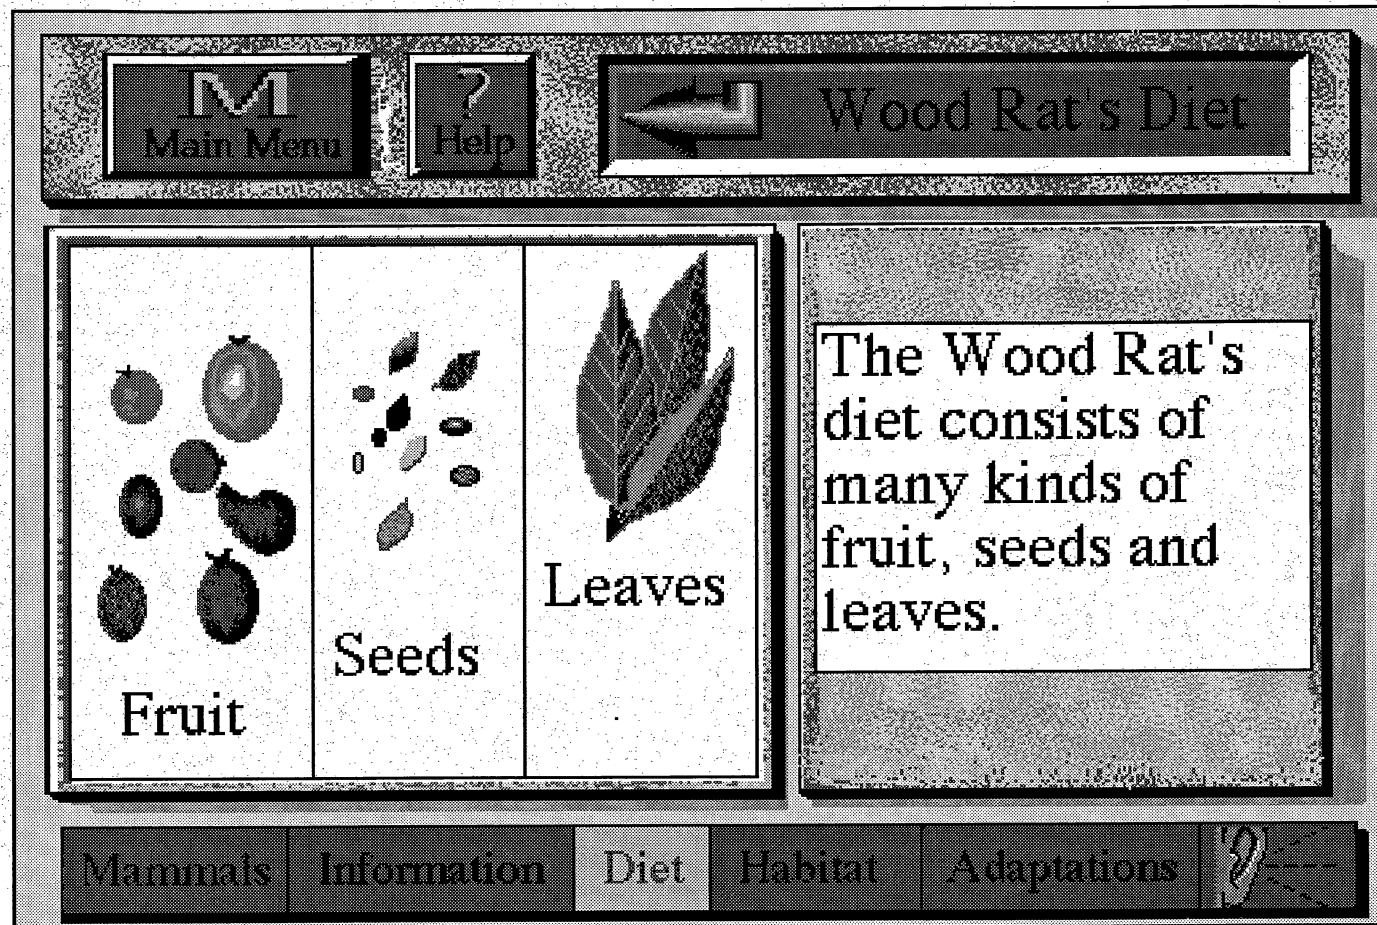 M
Main Menu
?
Help
Wood Rat's Diet
Fruit
Seeds
Leaves
The Wood Rat's
diet consists of
many kinds of
fruit, seeds and
leaves.
Mammals
Information
Diet
Habitat
Adaptations